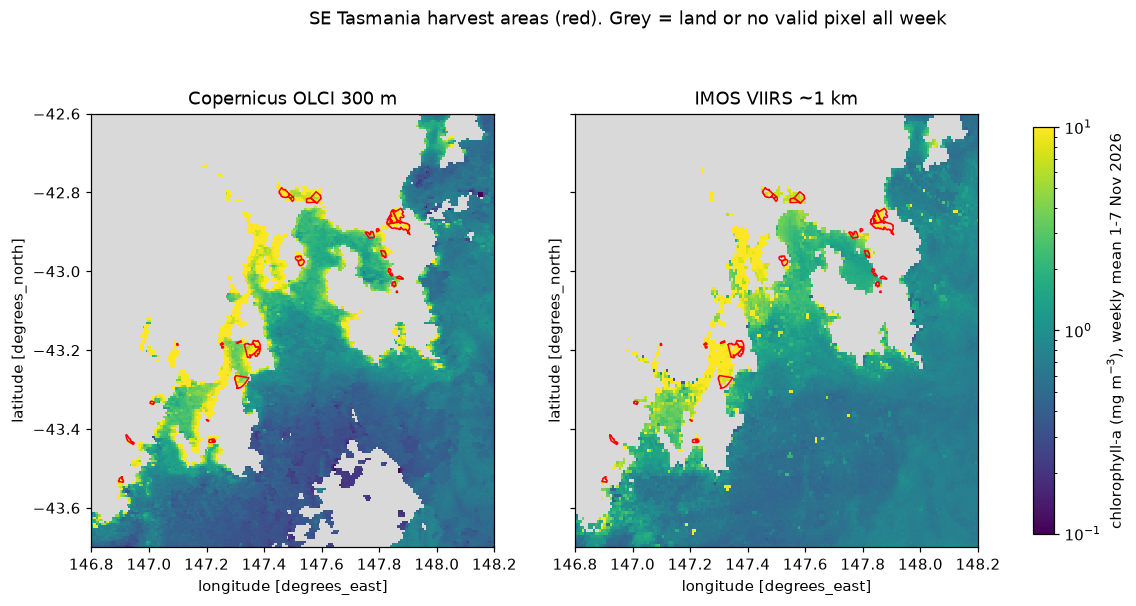 SE Tasmania harvest areas (red). Grey = land or no valid pixel all week
Copernicus OLCI 300 m
IMOS VIIRS ~1 km
−42.6
−42.8
−43.0
−43.2
−43.4
−43.6
latitude [degrees_north]
146.8 147.0 147.2 147.4 147.6 147.8 148.0 148.2
longitude [degrees_east]
latitude [degrees_north]
146.8 147.0 147.2 147.4 147.6 147.8 148.0 148.2
longitude [degrees_east]
10¹
10⁰
10⁻¹
chlorophyll-a (mg m⁻³), weekly mean 1-7 Nov 2026